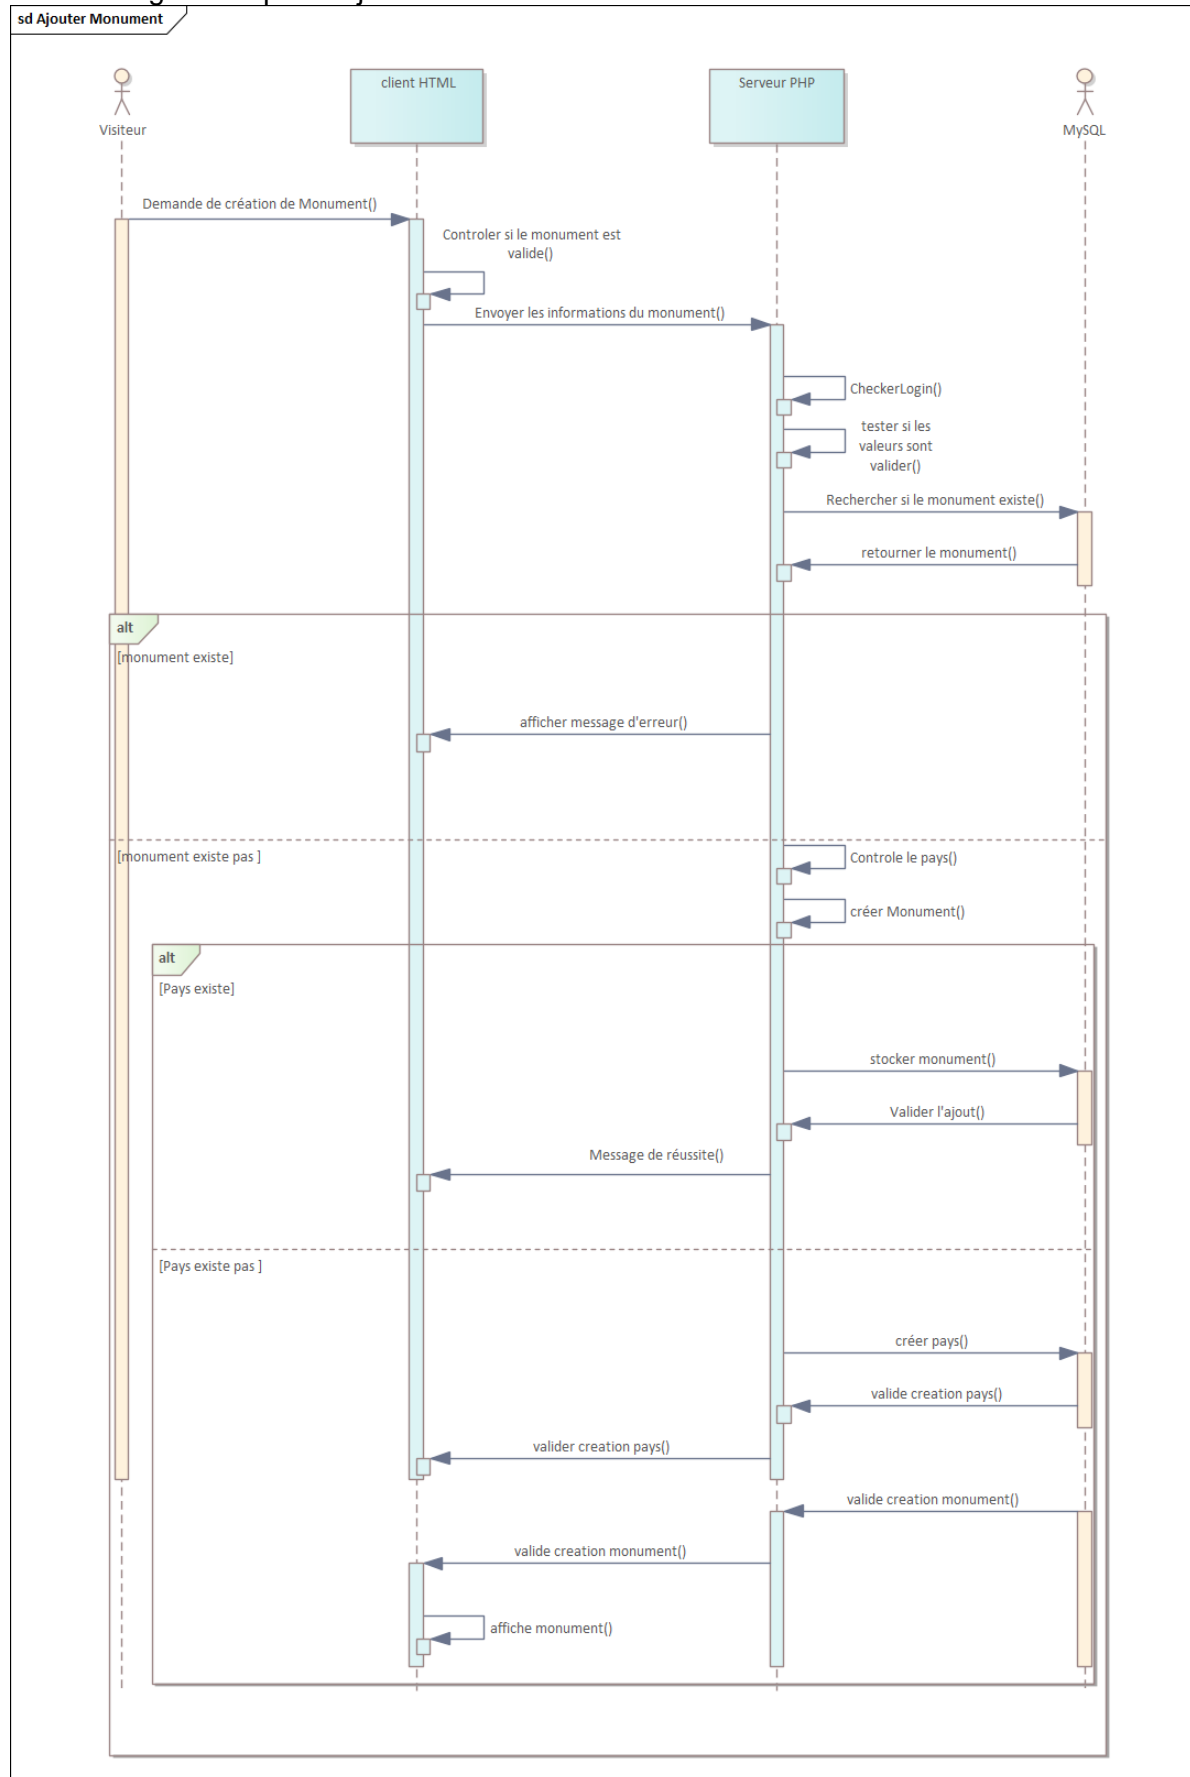 sd Ajouter Monument
client HTML
Serveur PHP
Visiteur
MySQL
Demande de création de Monument()
Controler si le monument est
valide()
Envoyer les informations du monument()
CheckerLogin()
tester si les
valeurs sont
valider()
Rechercher si le monument existe()
retourner le monument()
alt
[monument existe]
afficher message d'erreur()
[monument existe pas ]
Controle le pays()
créer Monument()
alt
[Pays existe]
stocker monument()
Valider l'ajout()
Message de réussite()
[Pays existe pas ]
créer pays()
valide creation pays()
valider creation pays()
valide creation monument()
valide creation monument()
affiche monument()